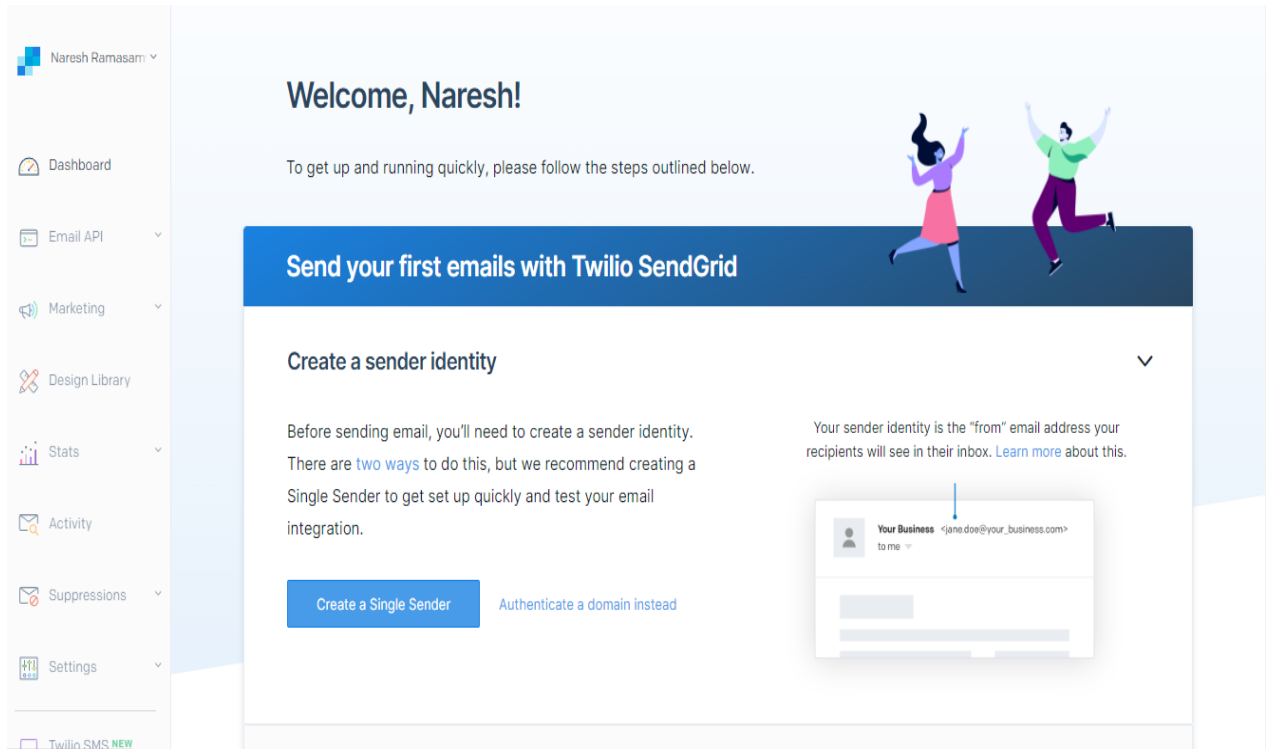 Naresh Ramasam
Dashboard
Email API
Marketing
Design Library
Stats
Activity
Suppressions
Settings
Twilio SMS NEW
Welcome, Naresh!
To get up and running quickly, please follow the steps outlined below.
Send your first emails with Twilio SendGrid
Create a sender identity
Before sending email, you'll need to create a sender identity.
There are two ways to do this, but we recommend creating a
Single Sender to get set up quickly and test your email
integration.
Create a Single Sender
Authenticate a domain instead
Your sender identity is the "from" email address your
recipients will see in their inbox. Learn more about this.
Your Business <jane.doe@your_business.com>
to me